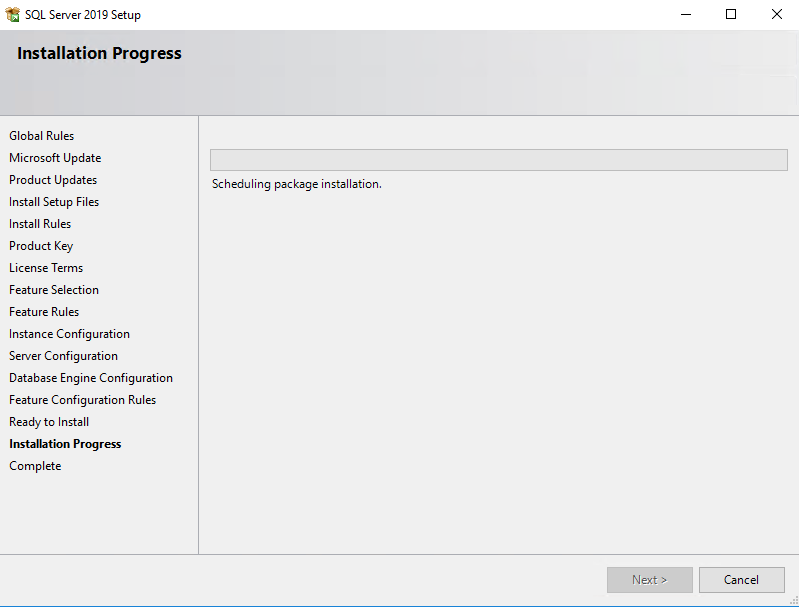 SQL Server 2019 Setup
Installation Progress
Global Rules
Microsoft Update
Product Updates
Install Setup Files
Install Rules
Product Key
License Terms
Feature Selection
Feature Rules
Instance Configuration
Server Configuration
Database Engine Configuration
Feature Configuration Rules
Ready to Install
Installation Progress
Complete
Scheduling package installation.
Next >
Cancel